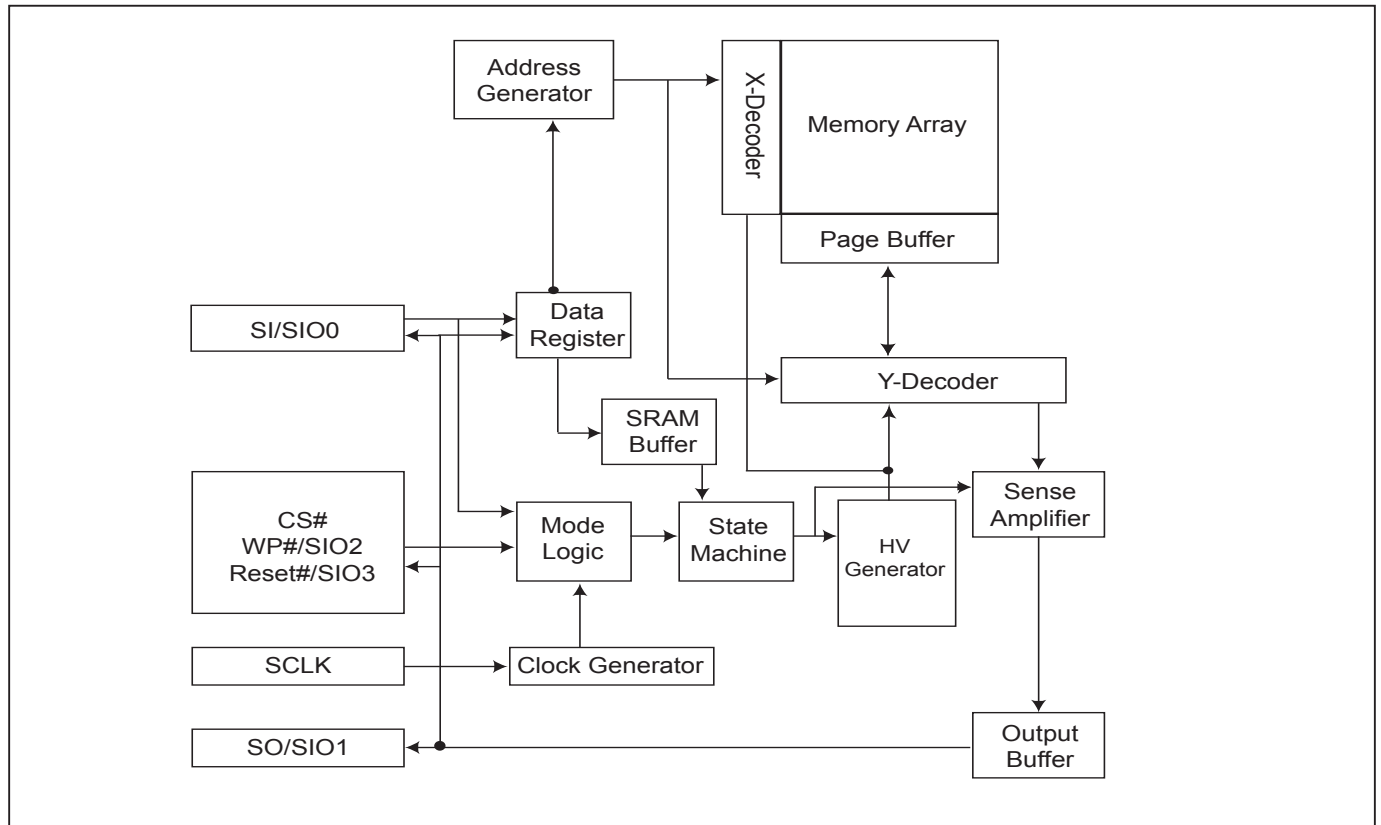 Address
Generator
X-Decoder
Memory Array
Page Buffer
SI/SIO0
Data
Register
Y-Decoder
SRAM
Buffer
CS#
WP#/SIO2
Reset#/SIO3
Mode
Logic
State
Machine
HV
Generator
Sense
Amplifier
SCLK
Clock Generator
SO/SIO1
Output
Buffer